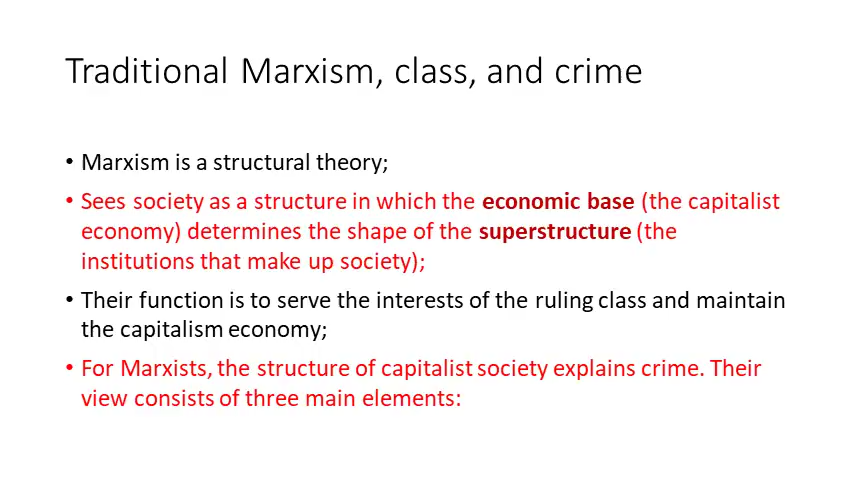 Traditional Marxism, class, and crime
• Marxism is a structural theory;
• Sees society as a structure in which the economic base (the capitalist
economy) determines the shape of the superstructure (the
institutions that make up society);
• Their function is to serve the interests of the ruling class and maintain
the capitalism economy;
• For Marxists, the structure of capitalist society explains crime. Their
view consists of three main elements: